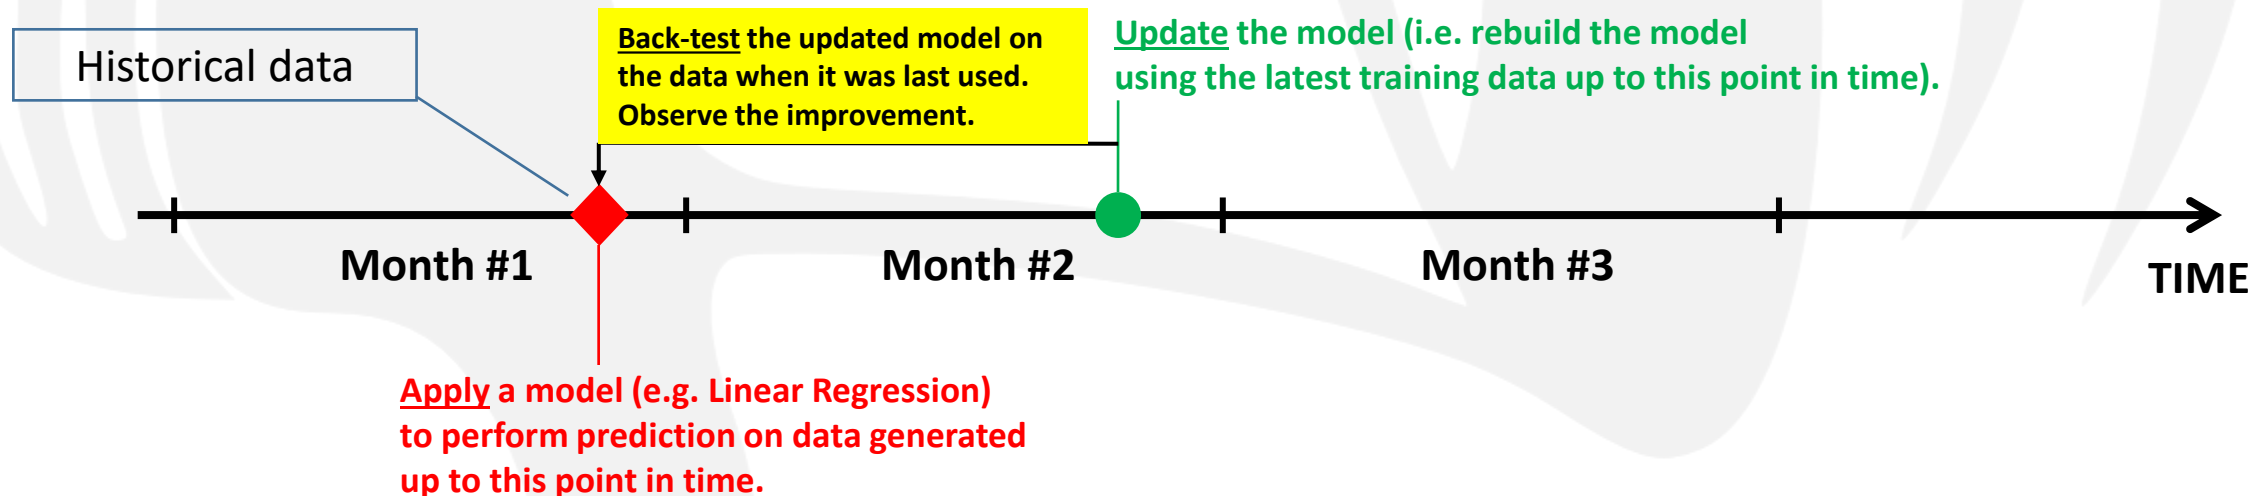 Historical data
Back-test the updated model on
the data when it was last used.
Observe the improvement.
Update the model (i.e. rebuild the model
using the latest training data up to this point in time).
Month #1
Month #2
Month #3
TIME
Apply a model (e.g. Linear Regression)
to perform prediction on data generated
up to this point in time.